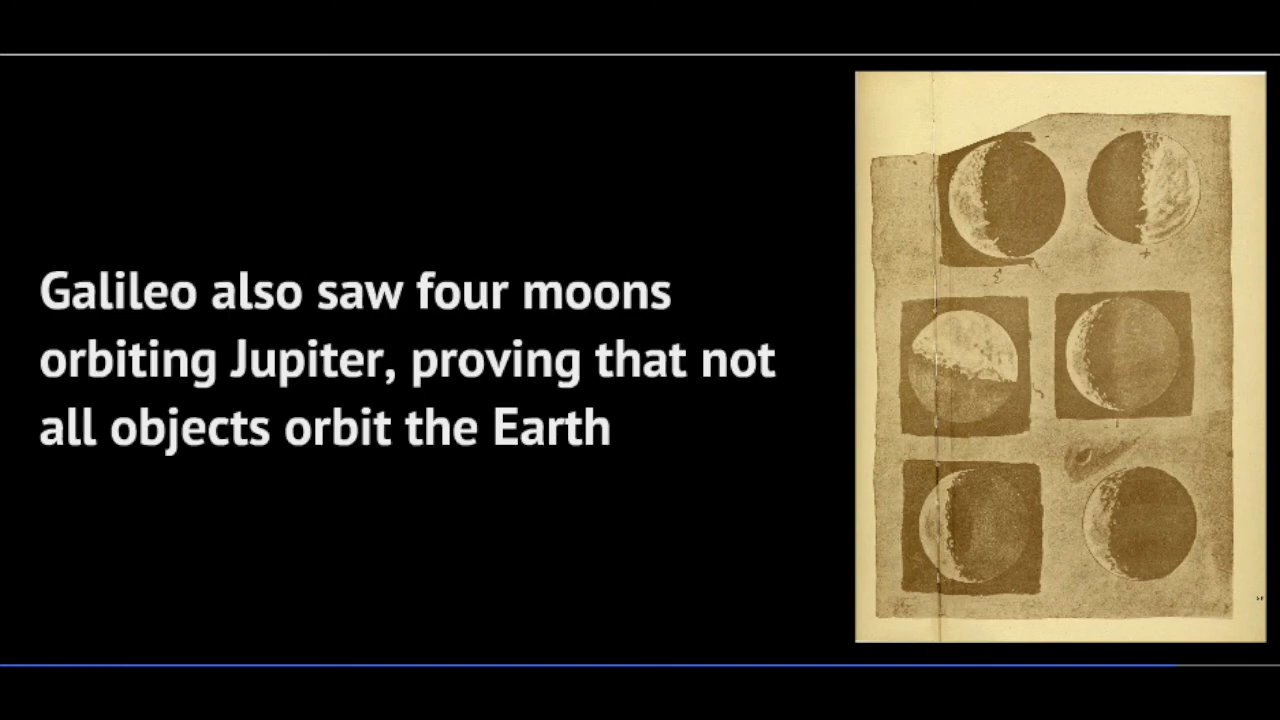 Galileo also saw four moons
orbiting Jupiter, proving that not
all objects orbit the Earth